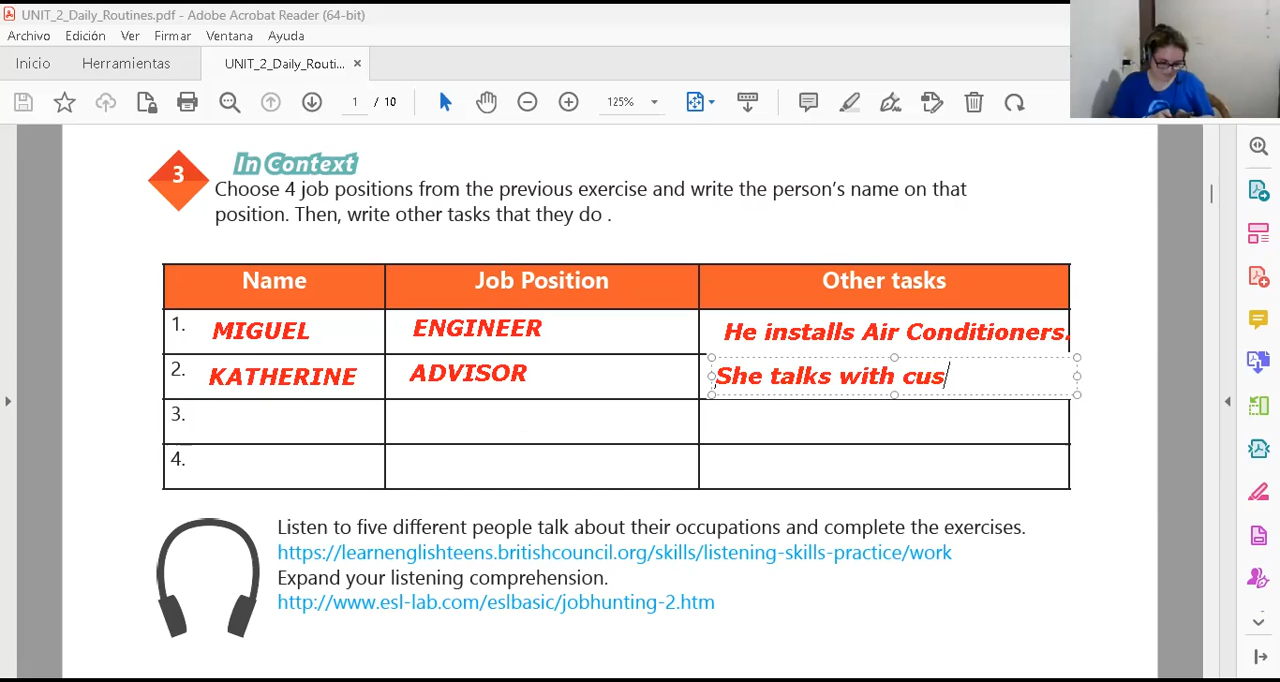 UNIT_2_Daily_Routines.pdf - Adobe Acrobat Reader (64-bit)
Archivo Edición Ver Firmar Ventana Ayuda
Inicio Herramientas UNIT_2_Daily_Routi... ×
1 / 10 125%
3 In Context
Choose 4 job positions from the previous exercise and write the person's name on that
position. Then, write other tasks that they do .
Name Job Position Other tasks
1. MIGUEL ENGINEER He installs Air Conditioners.
2. KATHERINE ADVISOR She talks with cus
3.
4.
Listen to five different people talk about their occupations and complete the exercises.
https://learnenglishteens.britishcouncil.org/skills/listening-skills-practice/work
Expand your listening comprehension.
http://www.esl-lab.com/eslbasic/jobhunting-2.htm